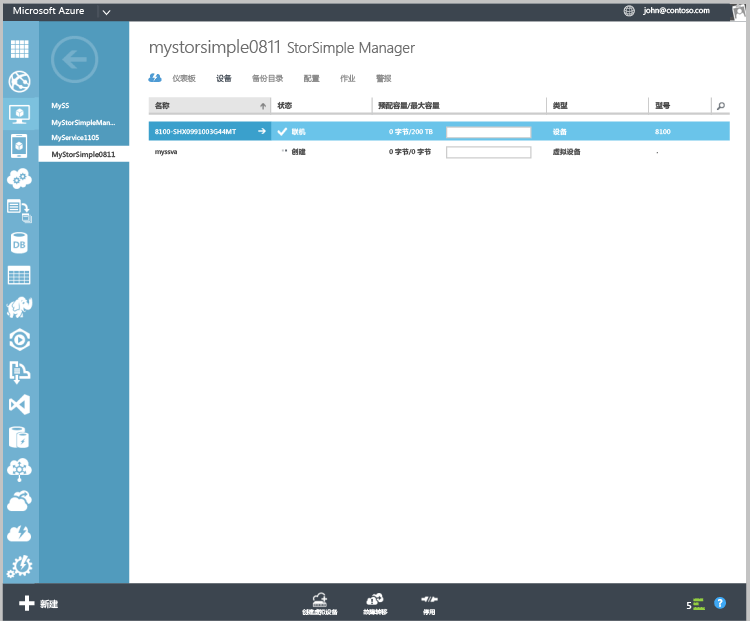 Microsoft Azure
john@contoso.com
mystorsimple0811 StorSimple Manager
仪表板 设备 备份目录 配置 作业 警报
MySS
MyStorSimpleMan...
MyService1105
MyStorSimple0811
名称 状态 预配容量/最大容量 类型 型号
8100-SHX0991003G44MT 联机 0 字节/200 TB 设备 8100
myssva 创建 0 字节/0 字节 虚拟设备 -
DB
新建 创建虚拟设备 故障转移 停用 5